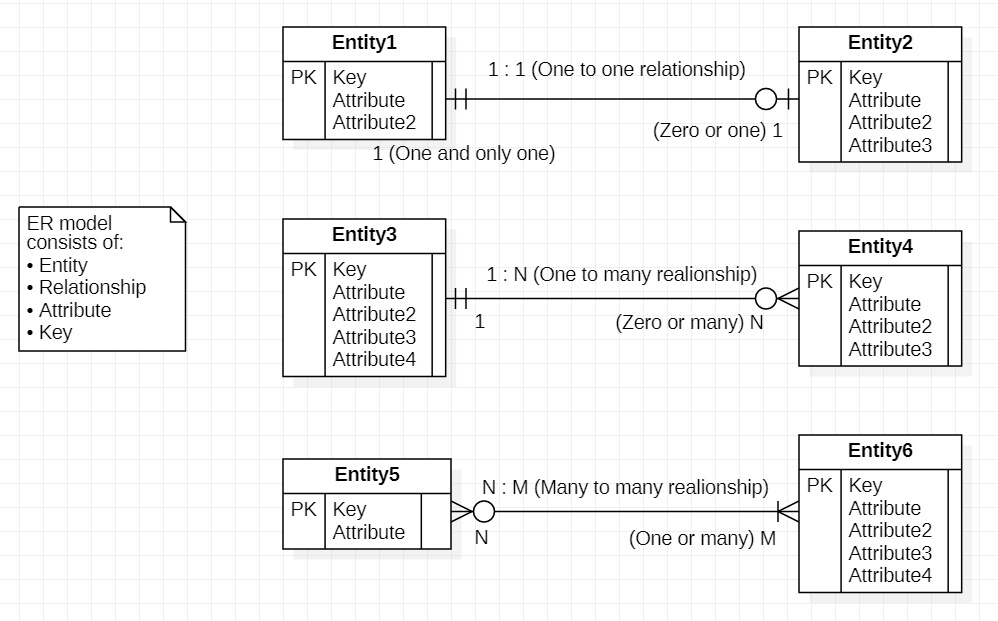 Entity1
PK Key
Attribute
Attribute2
1 : 1 (One to one relationship)
(Zero or one) 1
1 (One and only one)
Entity2
PK Key
Attribute
Attribute2
Attribute3
ER model
consists of:
• Entity
• Relationship
• Attribute
• Key
Entity3
PK Key
Attribute
Attribute2
Attribute3
Attribute4
1 : N (One to many realionship)
1
(Zero or many) N
Entity4
PK Key
Attribute
Attribute2
Attribute3
Entity5
PK Key
Attribute
N : M (Many to many realionship)
N
(One or many) M
Entity6
PK Key
Attribute
Attribute2
Attribute3
Attribute4